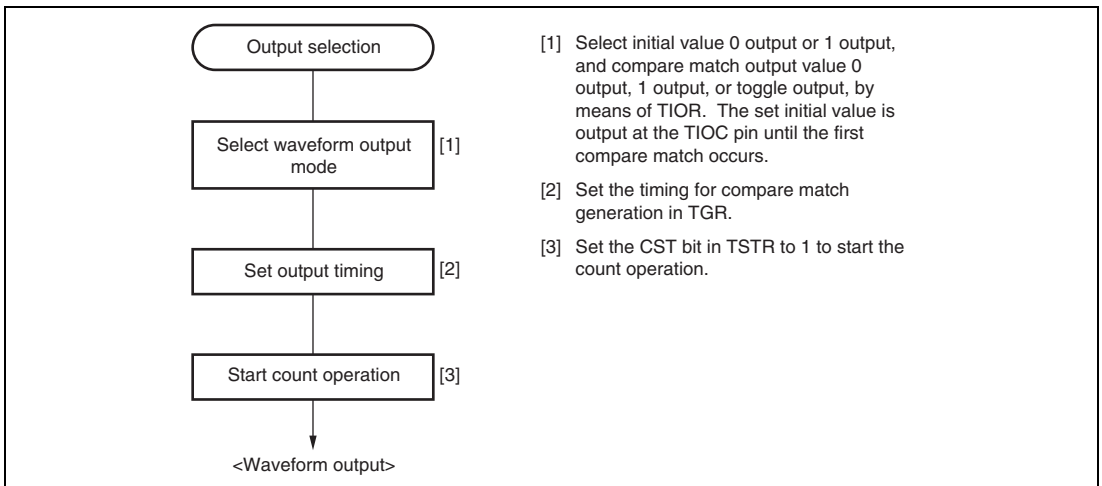 Output selection
Select waveform output
mode
[1]
Set output timing
[2]
Start count operation
[3]
<Waveform output>
[1] Select initial value 0 output or 1 output,
and compare match output value 0
output, 1 output, or toggle output, by
means of TIOR. The set initial value is
output at the TIOC pin until the first
compare match occurs.
[2] Set the timing for compare match
generation in TGR.
[3] Set the CST bit in TSTR to 1 to start the
count operation.